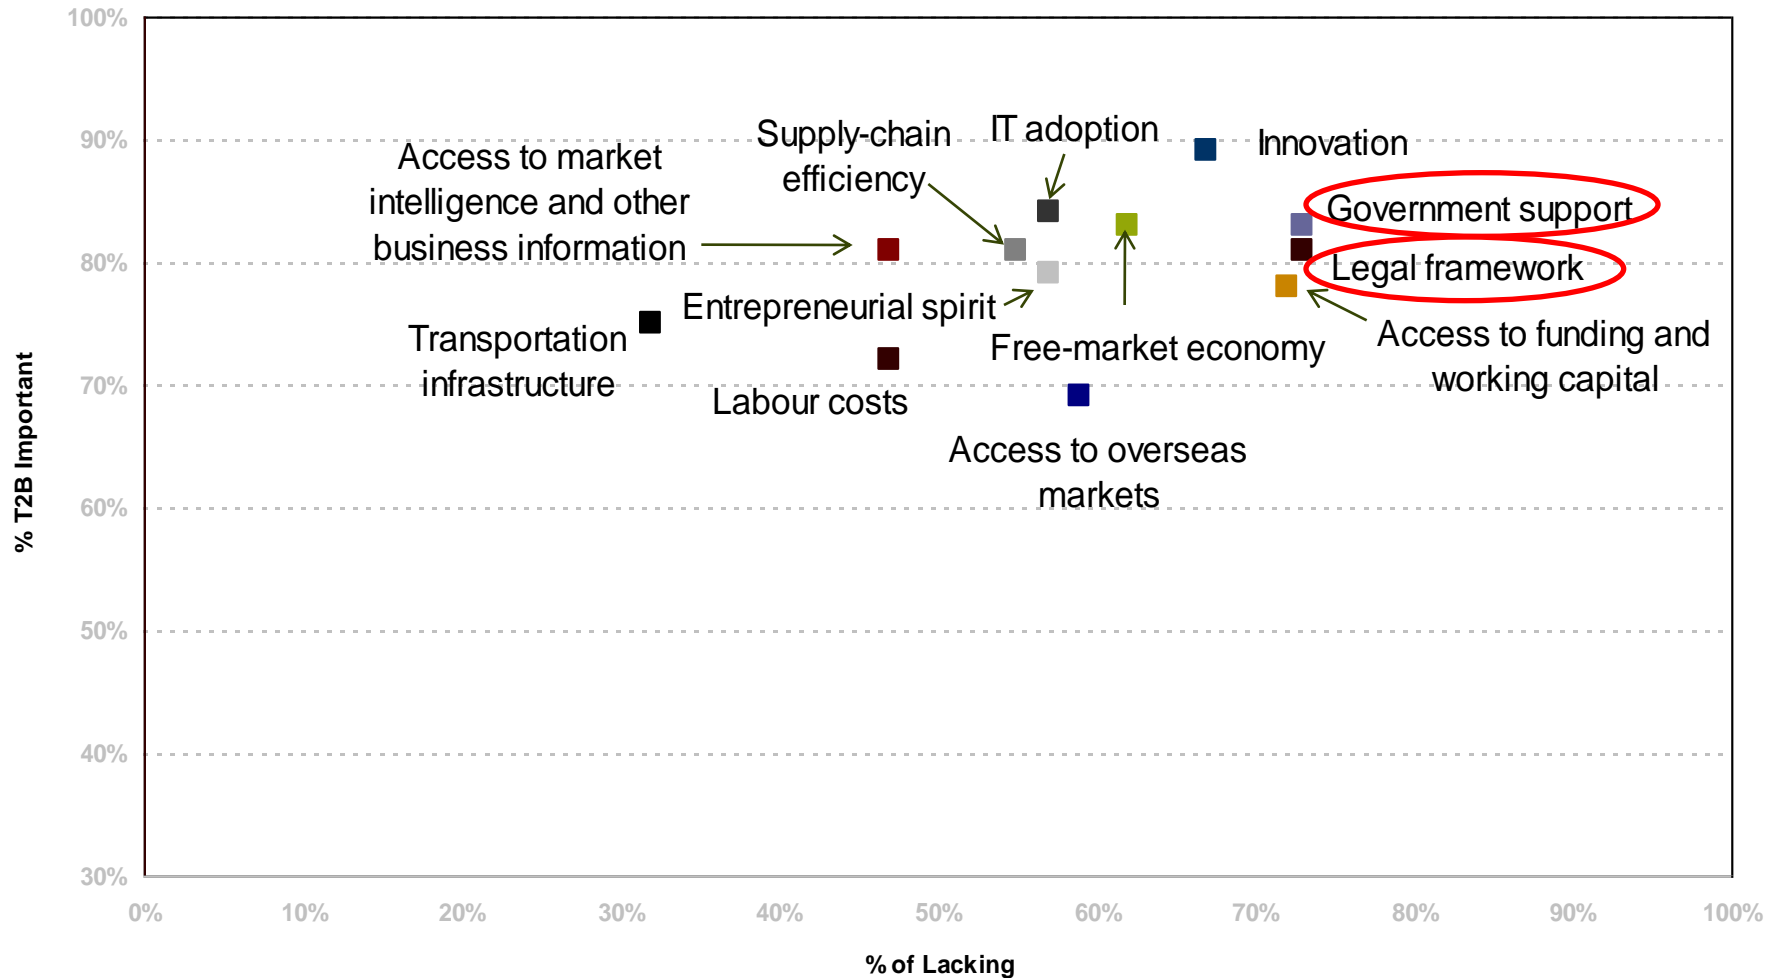 100%
90%
80%
70%
60%
50%
40%
30%
% T2B Important
Supply-chain
efficiency
IT adoption
Innovation
Access to market
intelligence and other
business information
Government support
Legal framework
Entrepreneurial spirit
Transportation
infrastructure
Free-market economy
Access to funding and
working capital
Labour costs
Access to overseas
markets
0%
10%
20%
30%
40%
50%
60%
70%
80%
90%
100%
% of Lacking